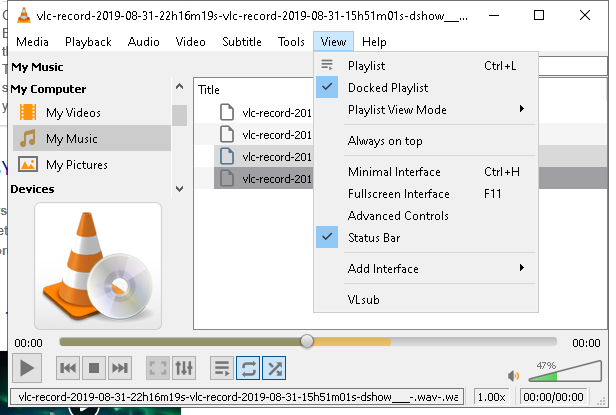 vlc-record-2019-08-31-22h16m19s-vlc-record-2019-08-31-15h51m01s-dshow___-...
Media Playback Audio Video Subtitle Tools View Help
My Music
My Computer
My Videos
My Music
My Pictures
Devices
Title
vlc-record-201
vlc-record-201
vlc-record-201
vlc-record-201
Playlist Ctrl+L
Docked Playlist
Playlist View Mode
Always on top
Minimal Interface Ctrl+H
Fullscreen Interface F11
Advanced Controls
Status Bar
Add Interface
VLsub
00:00 00:00
47%
vlc-record-2019-08-31-22h16m19s-vlc-record-2019-08-31-15h51m01s-dshow___-.wav-.wa 1.00x 00:00/00:00